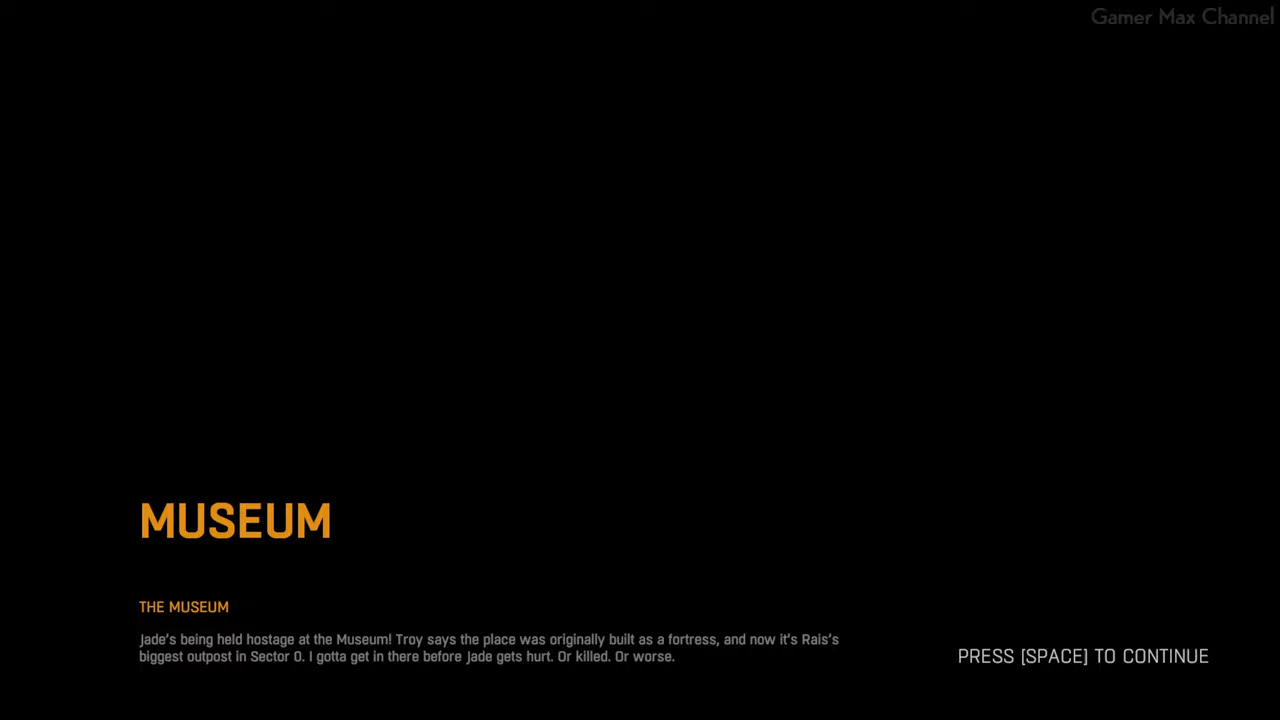 Gamer Max Channel
MUSEUM
THE MUSEUM
Jade's being held hostage at the Museum! Troy says the place was originally built as a fortress, and now it's Rais's
biggest outpost in Sector 0. I gotta get in there before Jade gets hurt. Or killed. Or worse.
PRESS [SPACE] TO CONTINUE